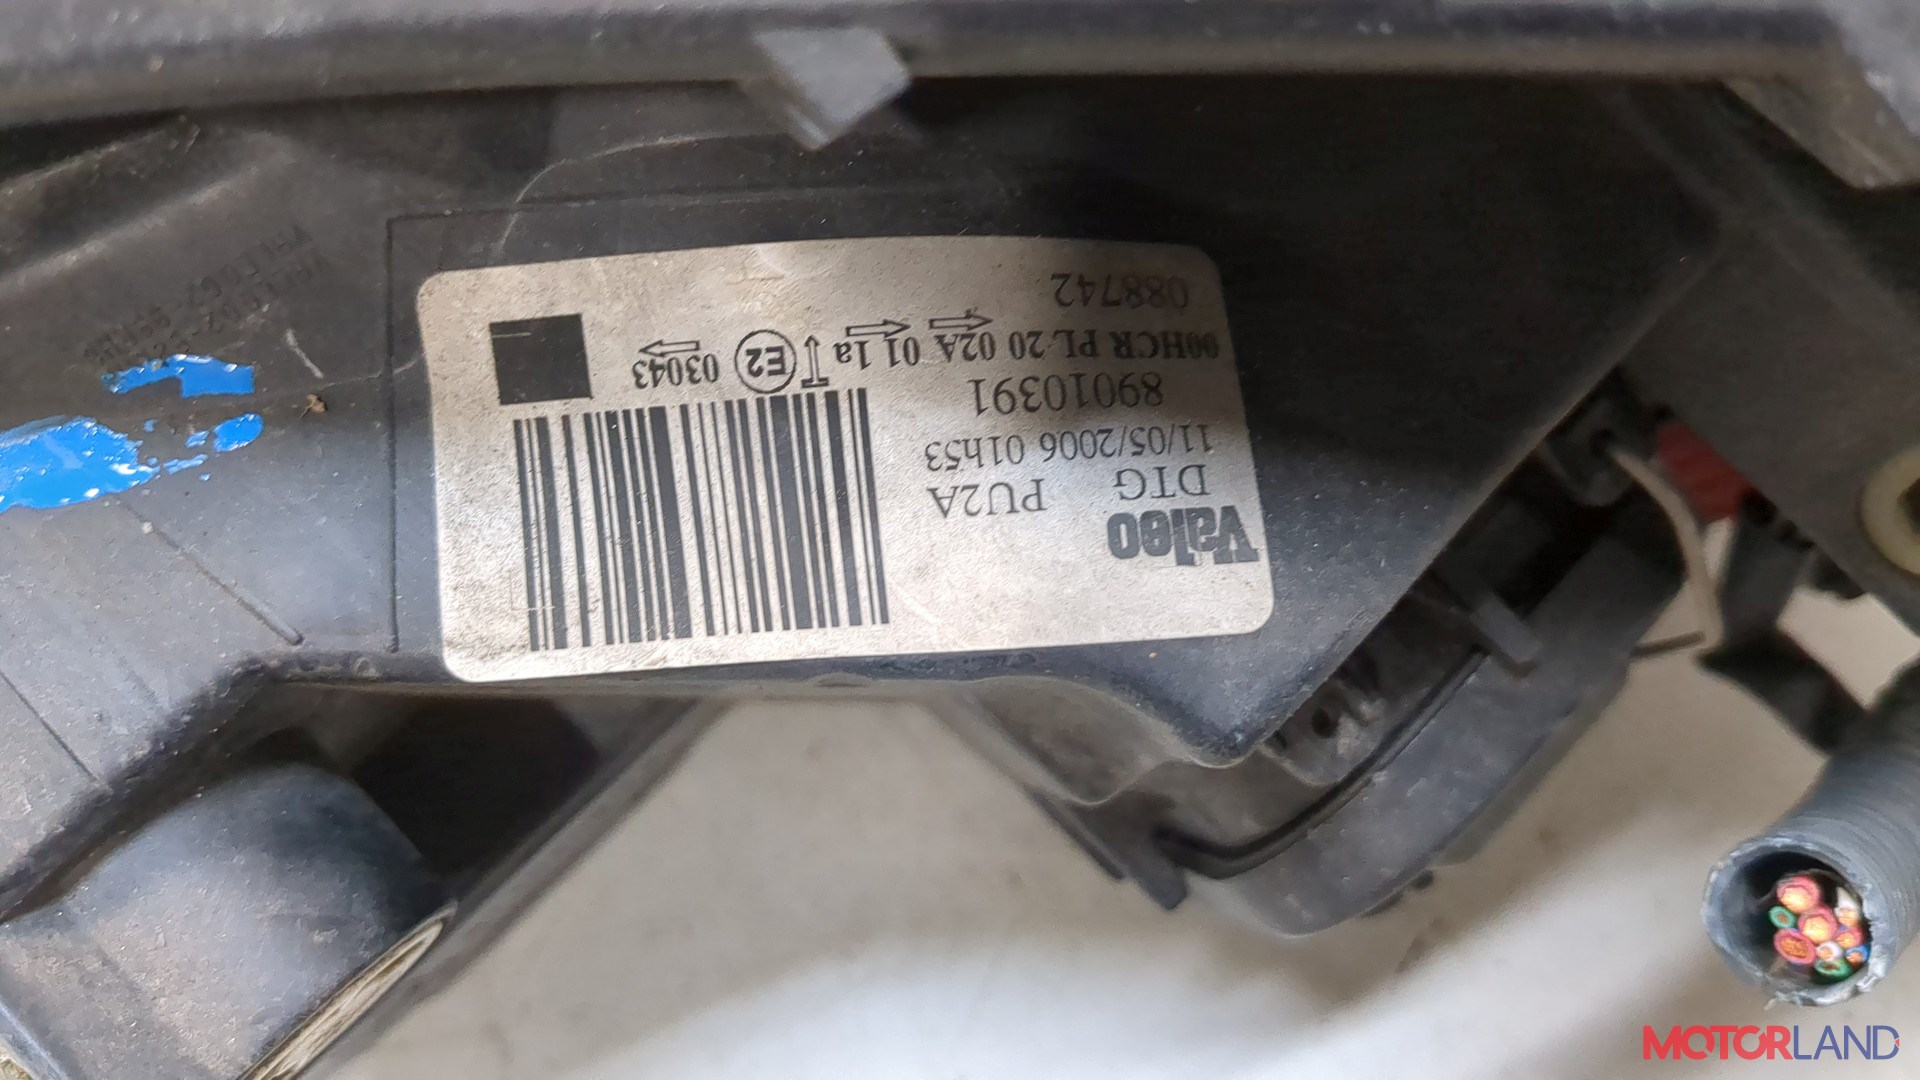 Valeo
DTG PU2A
11/05/2006 01h53
89010391
00HCR PL 20 02A 01 1a E2 03043
088742
MOTORLAND